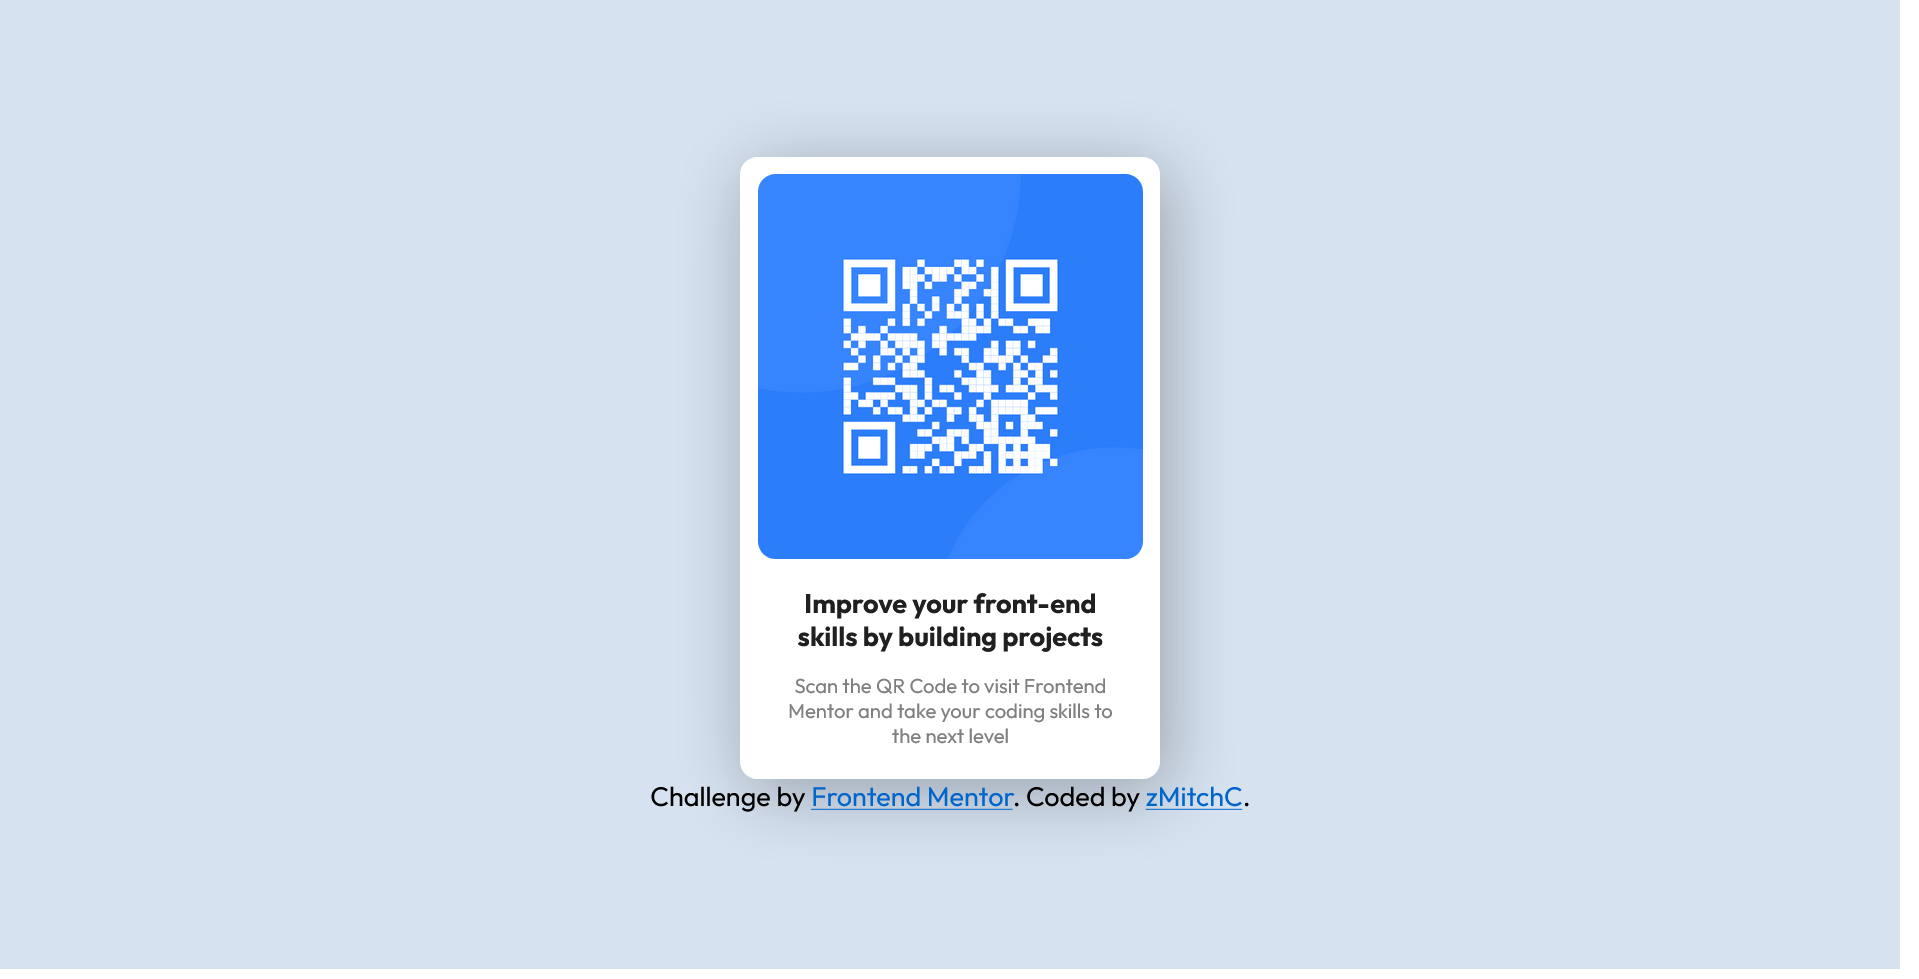 Improve your front-end
skills by building projects
Scan the QR Code to visit Frontend
Mentor and take your coding skills to
the next level
Challenge by Frontend Mentor. Coded by zMitchC.